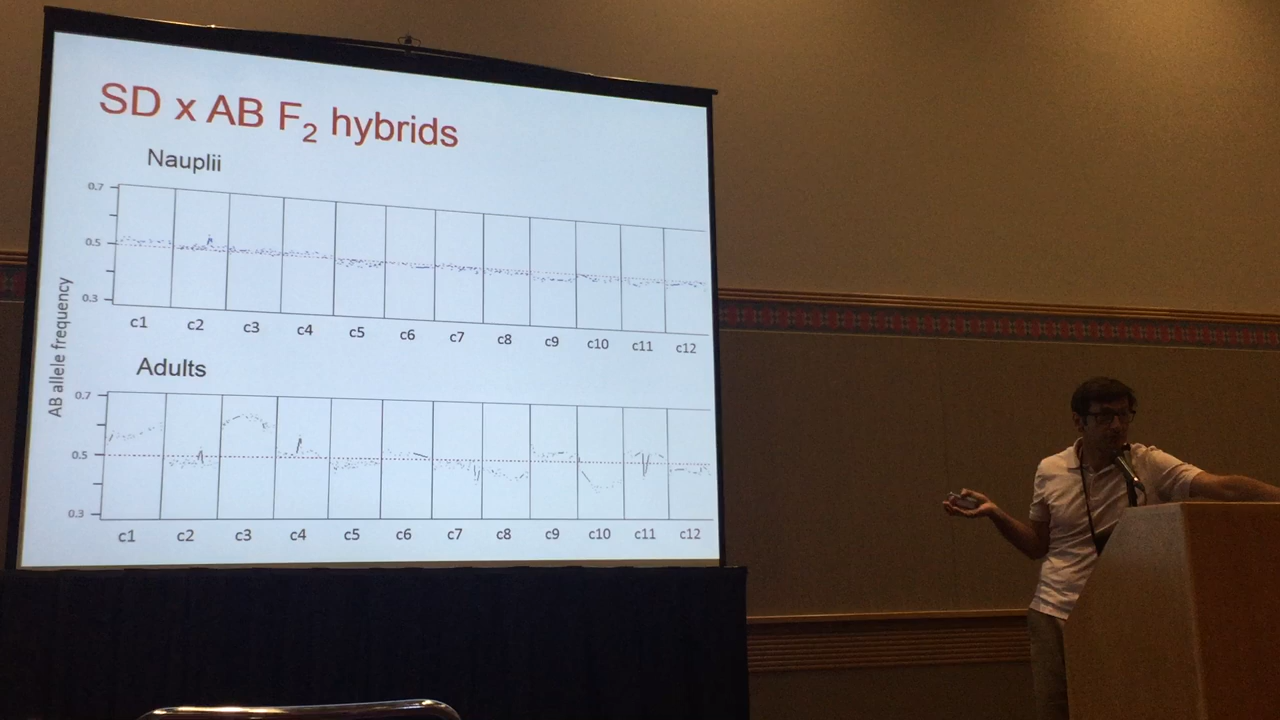 SD x AB F₂ hybrids
Nauplii
0.7
0.5
0.3
c1 c2 c3 c4 c5 c6 c7 c8 c9 c10 c11 c12
AB allele frequency
Adults
0.7
0.5
0.3
c1 c2 c3 c4 c5 c6 c7 c8 c9 c10 c11 c12